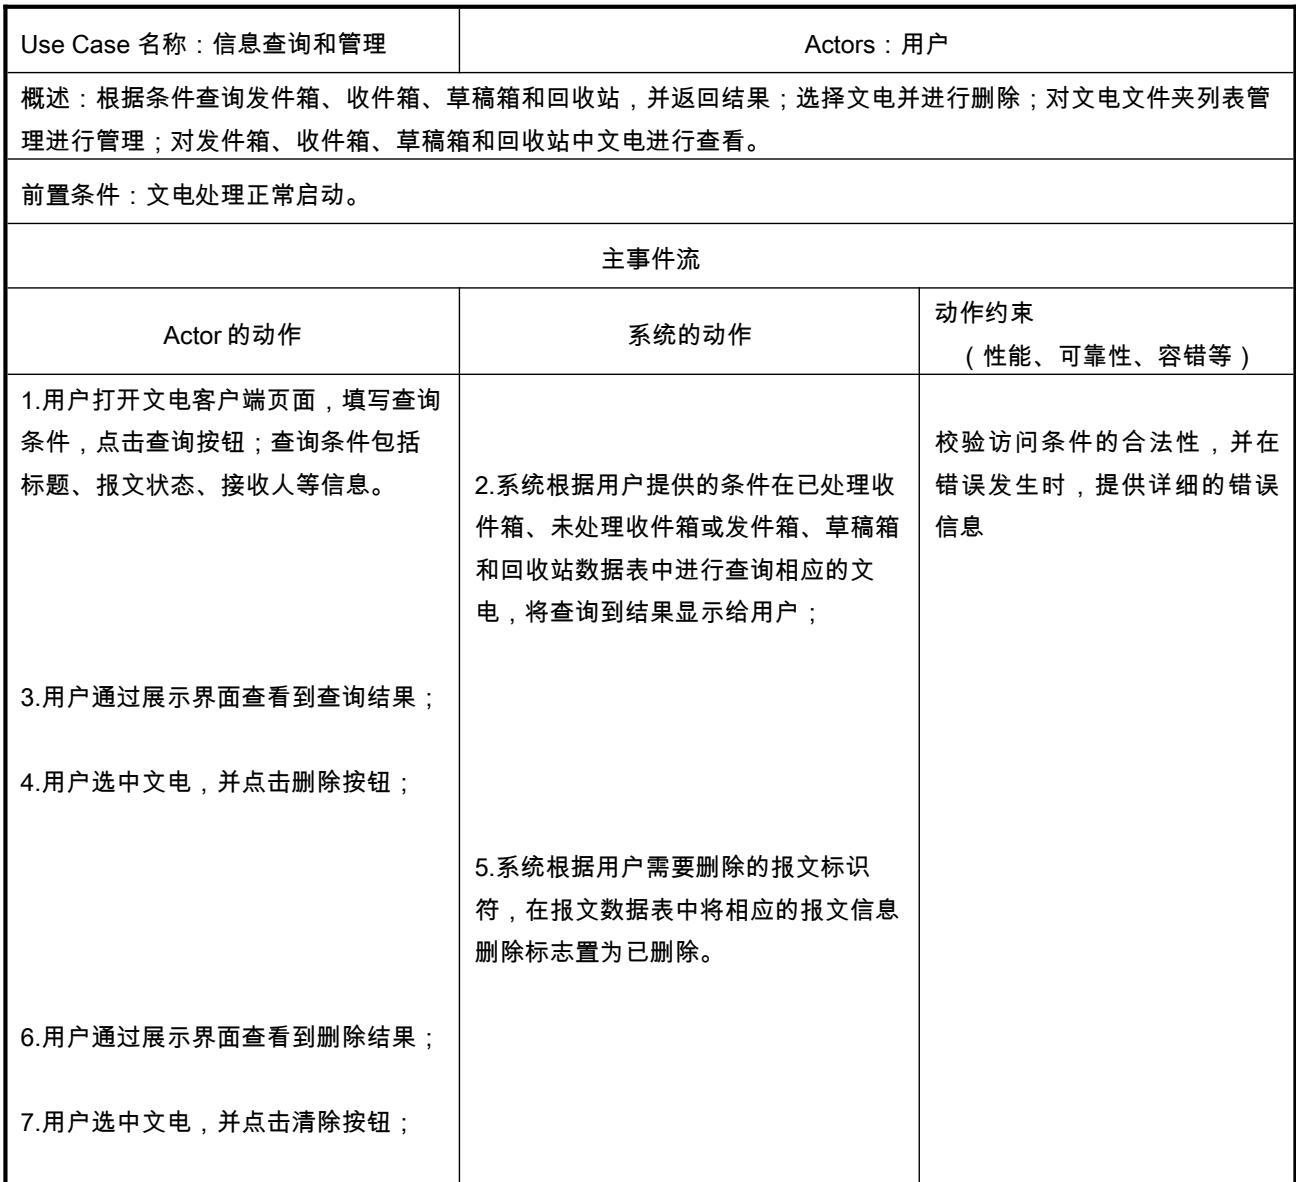 Use Case 名称：信息查询和管理
Actors：用户
概述：根据条件查询发件箱、收件箱、草稿箱和回收站，并返回结果；选择文电并进行删除；对文电文件夹列表管
理进行管理；对发件箱、收件箱、草稿箱和回收站中文电进行查看。
前置条件：文电处理正常启动。
主事件流
Actor 的动作
系统的动作
动作约束
（性能、可靠性、容错等）
1.用户打开文电客户端页面，填写查询
条件，点击查询按钮；查询条件包括
标题、报文状态、接收人等信息。
2.系统根据用户提供的条件在已处理收
件箱、未处理收件箱或发件箱、草稿箱
和回收站数据表中进行查询相应的文
电，将查询到结果显示给用户；
校验访问条件的合法性，并在
错误发生时，提供详细的错误
信息
3.用户通过展示界面查看到查询结果；
4.用户选中文电，并点击删除按钮；
5.系统根据用户需要删除的报文标识
符，在报文数据表中将相应的报文信息
删除标志置为已删除。
6.用户通过展示界面查看到删除结果；
7.用户选中文电，并点击清除按钮；